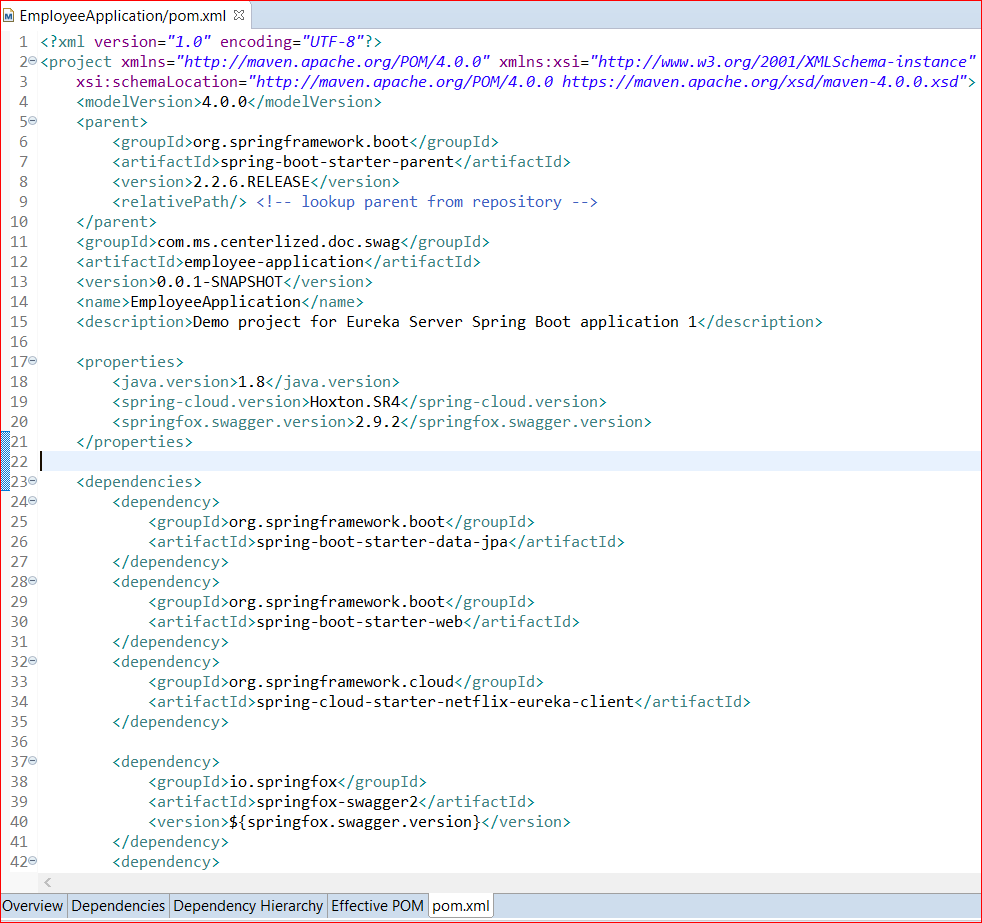 EmployeeApplication/pom.xml
1 <?xml version="1.0" encoding="UTF-8"?>
2 <project xmlns="http://maven.apache.org/POM/4.0.0" xmlns:xsi="http://www.w3.org/2001/XMLSchema-instance"
3     xsi:schemaLocation="http://maven.apache.org/POM/4.0.0 https://maven.apache.org/xsd/maven-4.0.0.xsd">
4     <modelVersion>4.0.0</modelVersion>
5     <parent>
6         <groupId>org.springframework.boot</groupId>
7         <artifactId>spring-boot-starter-parent</artifactId>
8         <version>2.2.6.RELEASE</version>
9         <relativePath/> <!-- lookup parent from repository -->
10     </parent>
11     <groupId>com.ms.centerlized.doc.swag</groupId>
12     <artifactId>employee-application</artifactId>
13     <version>0.0.1-SNAPSHOT</version>
14     <name>EmployeeApplication</name>
15     <description>Demo project for Eureka Server Spring Boot application 1</description>
16
17     <properties>
18         <java.version>1.8</java.version>
19         <spring-cloud.version>Hoxton.SR4</spring-cloud.version>
20         <springfox.swagger.version>2.9.2</springfox.swagger.version>
21     </properties>
22
23     <dependencies>
24         <dependency>
25             <groupId>org.springframework.boot</groupId>
26             <artifactId>spring-boot-starter-data-jpa</artifactId>
27         </dependency>
28         <dependency>
29             <groupId>org.springframework.boot</groupId>
30             <artifactId>spring-boot-starter-web</artifactId>
31         </dependency>
32         <dependency>
33             <groupId>org.springframework.cloud</groupId>
34             <artifactId>spring-cloud-starter-netflix-eureka-client</artifactId>
35         </dependency>
36
37         <dependency>
38             <groupId>io.springfox</groupId>
39             <artifactId>springfox-swagger2</artifactId>
40             <version>${springfox.swagger.version}</version>
41         </dependency>
42         <dependency>
Overview Dependencies Dependency Hierarchy Effective POM pom.xml